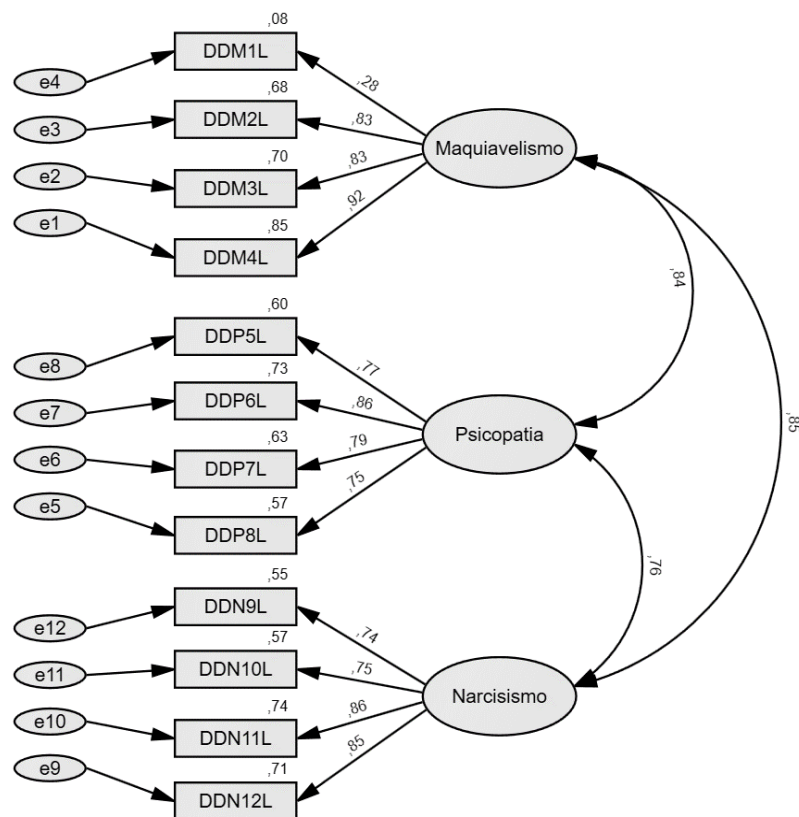 ,08
DDM1L
e4
,28
,68
DDM2L
e3
,83
Maquiavelismo
,70
DDM3L
e2
,83
,92
,85
DDM4L
e1
,84
,60
DDP5L
e8
,77
,73
DDP6L
e7
,86
Psicopatia
,63
DDP7L
e6
,79
,75
,57
DDP8L
e5
,85
,76
,55
DDN9L
e12
,74
,57
DDN10L
e11
,75
Narcisismo
,74
DDN11L
e10
,86
,85
,71
DDN12L
e9